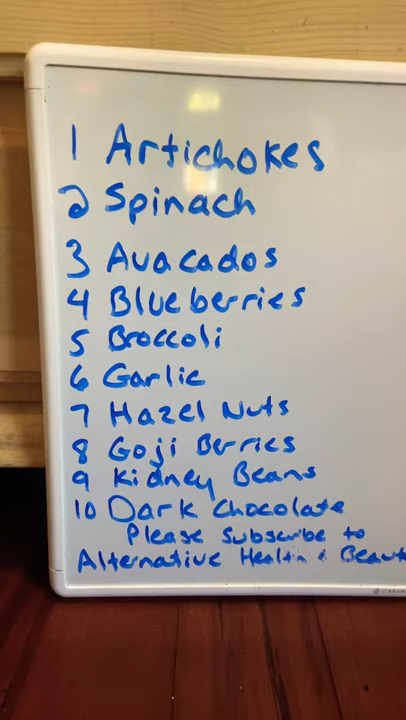 1 Artichokes
2 Spinach
3 Avacados
4 Blueberries
5 Broccoli
6 Garlic
7 Hazel Nuts
8 Goji Berries
9 Kidney Beans
10 Dark Chocolate
Please Subscribe to
Alternative Health & Beaut